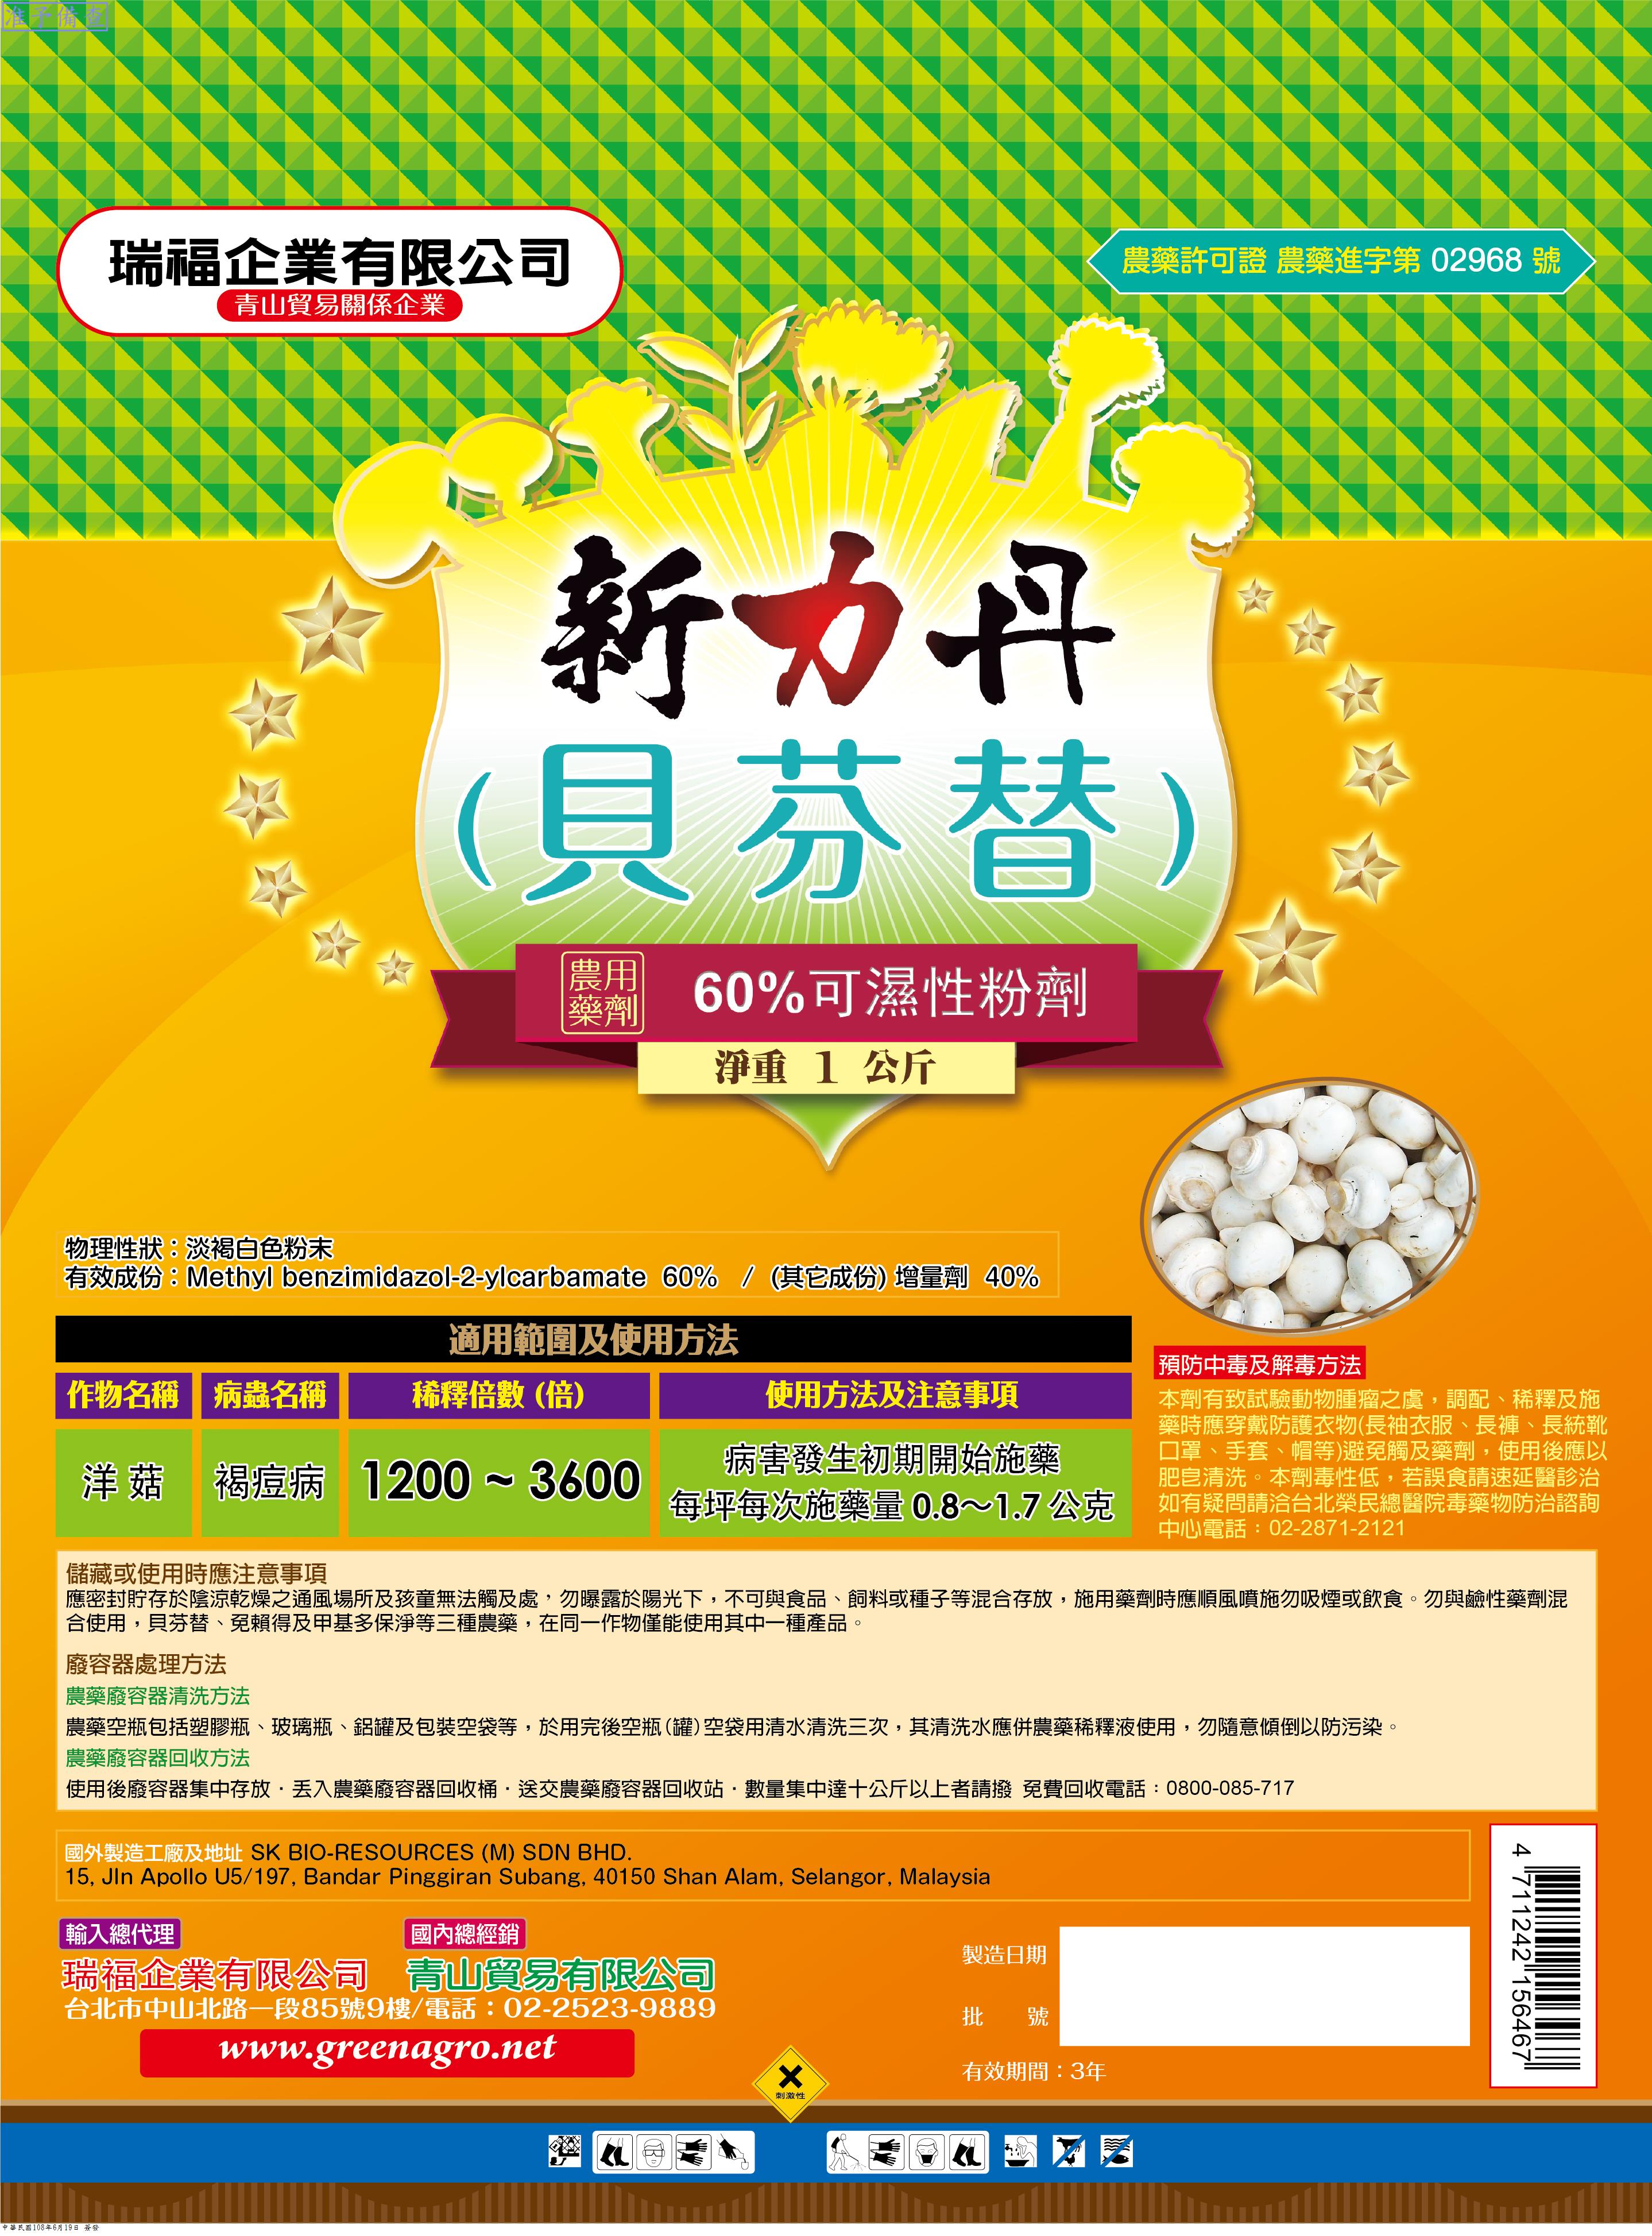 准予備查
瑞福企業有限公司
青山貿易關係企業
農藥許可證 農藥進字第 02968 號
新力丹
(貝芬替)
農用
藥劑
60%可濕性粉劑
淨重 1 公斤
物理性狀：淡褐白色粉末
有效成份：Methyl benzimidazol-2-ylcarbamate 60% / (其它成份) 增量劑 40%
適用範圍及使用方法
作物名稱 病蟲名稱 稀釋倍數 (倍) 使用方法及注意事項
洋菇 褐痘病 1200 ~ 3600 病害發生初期開始施藥
每坪每次施藥量 0.8～1.7 公克
預防中毒及解毒方法
本劑有致試驗動物腫瘤之虞，調配、稀釋及施
藥時應穿戴防護衣物(長袖衣服、長褲、長統靴
口罩、手套、帽等)避免觸及藥劑，使用後應以
肥皂清洗。本劑毒性低，若誤食請速延醫診治
如有疑問請洽台北榮民總醫院毒藥物防治諮詢
中心電話：02-2871-2121
儲藏或使用時應注意事項
應密封貯存於陰涼乾燥之通風場所及孩童無法觸及處，勿曝露於陽光下，不可與食品、飼料或種子等混合存放，施用藥劑時應順風噴施勿吸煙或飲食。勿與鹼性藥劑混
合使用，貝芬替、免賴得及甲基多保淨等三種農藥，在同一作物僅能使用其中一種產品。
廢容器處理方法
農藥廢容器清洗方法
農藥空瓶包括塑膠瓶、玻璃瓶、鋁罐及包裝空袋等，於用完後空瓶(罐)空袋用清水清洗三次，其清洗水應併農藥稀釋液使用，勿隨意傾倒以防污染。
農藥廢容器回收方法
使用後廢容器集中存放．丟入農藥廢容器回收桶．送交農藥廢容器回收站．數量集中達十公斤以上者請撥 免費回收電話：0800-085-717
國外製造工廠及地址 SK BIO-RESOURCES (M) SDN BHD.
15, Jln Apollo U5/197, Bandar Pinggiran Subang, 40150 Shan Alam, Selangor, Malaysia
4 711242 156467
輸入總代理 國內總經銷
瑞福企業有限公司 青山貿易有限公司
台北市中山北路一段85號9樓/電話：02-2523-9889
www.greenagro.net
製造日期
批 號
有效期間：3年
刺激性
中華民國108年6月19日 簽發